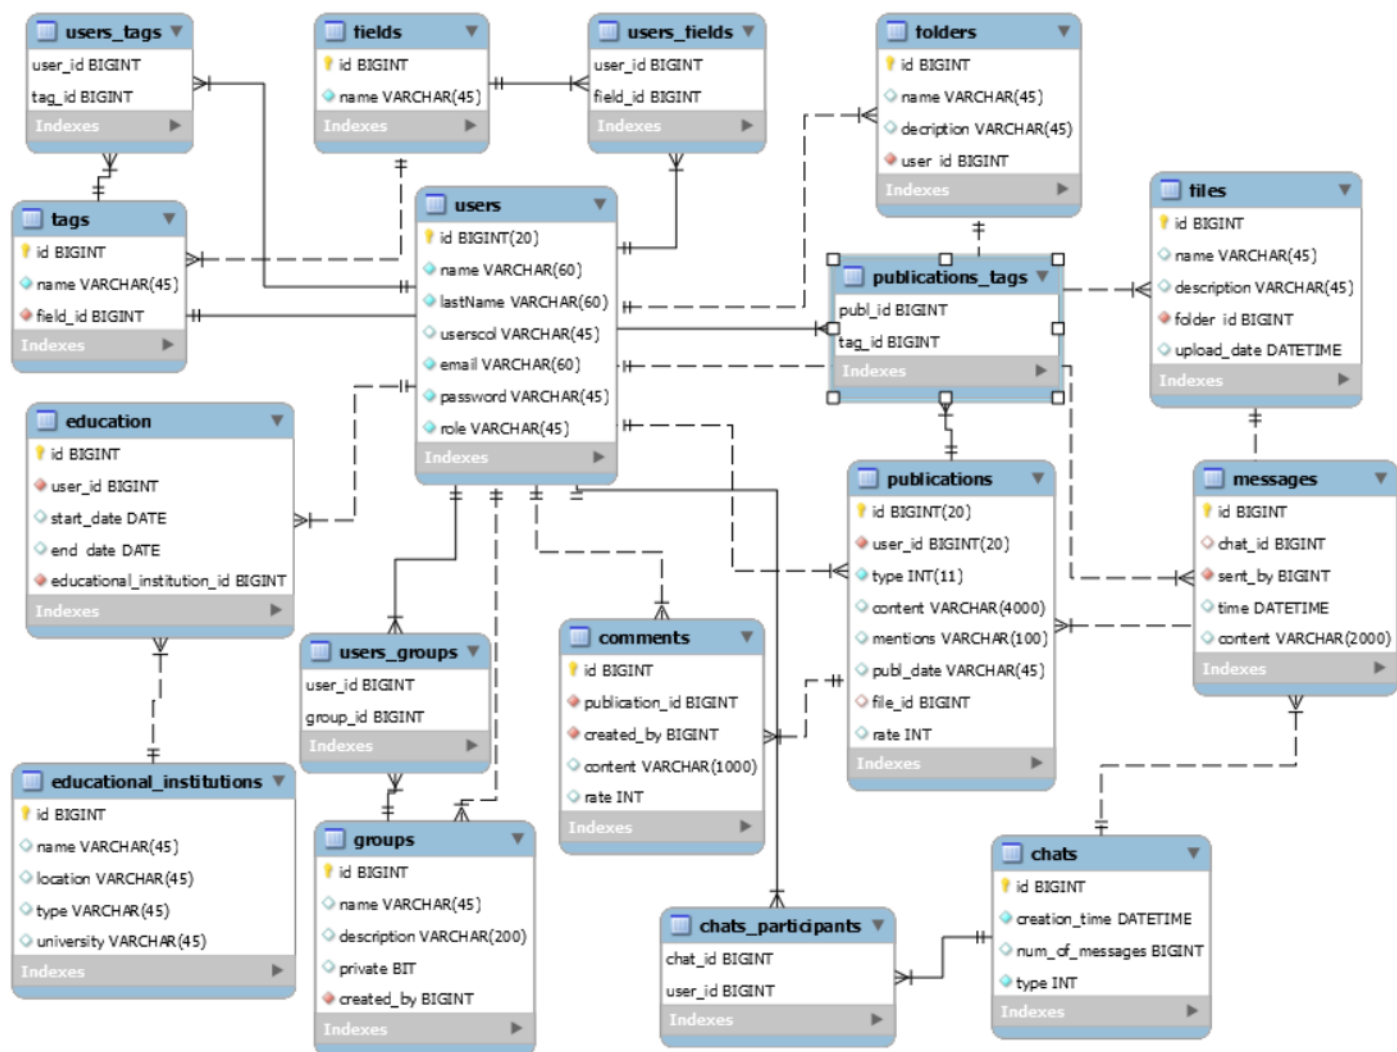 users_tags
user_id BIGINT
tag_id BIGINT
Indexes
fields
id BIGINT
name VARCHAR(45)
Indexes
users_fields
user_id BIGINT
field_id BIGINT
Indexes
folders
id BIGINT
name VARCHAR(45)
decription VARCHAR(45)
user_id BIGINT
Indexes
tags
id BIGINT
name VARCHAR(45)
field_id BIGINT
Indexes
users
id BIGINT(20)
name VARCHAR(60)
lastName VARCHAR(60)
userscol VARCHAR(45)
email VARCHAR(60)
password VARCHAR(45)
role VARCHAR(45)
Indexes
publications_tags
publ_id BIGINT
tag_id BIGINT
Indexes
files
id BIGINT
name VARCHAR(45)
description VARCHAR(45)
folder_id BIGINT
upload_date DATETIME
Indexes
education
id BIGINT
user_id BIGINT
start_date DATE
end_date DATE
educational_institution_id BIGINT
Indexes
publications
id BIGINT(20)
user_id BIGINT(20)
type INT(11)
content VARCHAR(4000)
mentions VARCHAR(100)
publ_date VARCHAR(45)
file_id BIGINT
rate INT
Indexes
messages
id BIGINT
chat_id BIGINT
sent_by BIGINT
time DATETIME
content VARCHAR(2000)
Indexes
users_groups
user_id BIGINT
group_id BIGINT
Indexes
comments
id BIGINT
publication_id BIGINT
created_by BIGINT
content VARCHAR(1000)
rate INT
Indexes
educational_institutions
id BIGINT
name VARCHAR(45)
location VARCHAR(45)
type VARCHAR(45)
university VARCHAR(45)
Indexes
groups
id BIGINT
name VARCHAR(45)
description VARCHAR(200)
private BIT
created_by BIGINT
Indexes
chats_participants
chat_id BIGINT
user_id BIGINT
Indexes
chats
id BIGINT
creation_time DATETIME
num_of_messages BIGINT
type INT
Indexes